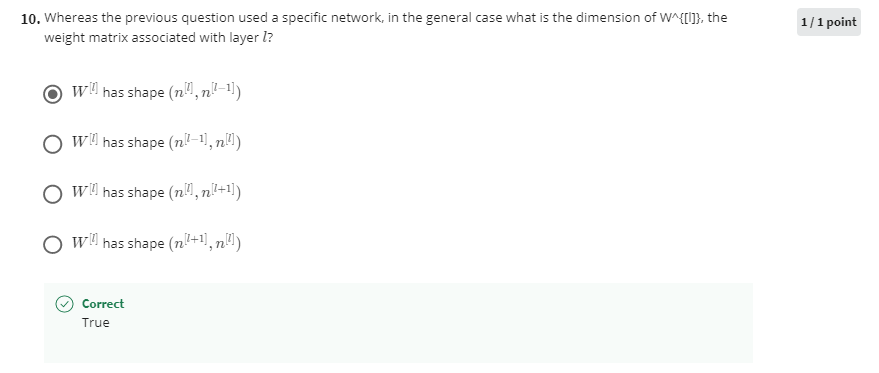 10. Whereas the previous question used a specific network, in the general case what is the dimension of W^{[l]}, the
1 / 1 point
weight matrix associated with layer l?
W^[l] has shape (n^[l], n^[l−1])
W^[l] has shape (n^[l−1], n^[l])
W^[l] has shape (n^[l], n^[l+1])
W^[l] has shape (n^[l+1], n^[l])
Correct
True